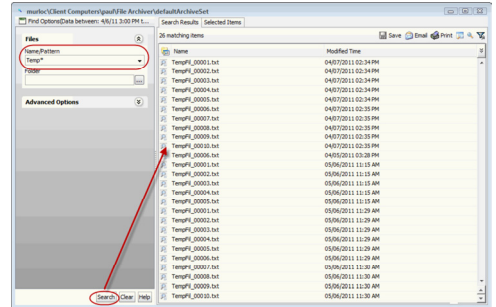 murloc\Client Computers\paul\File Archiver\defaultArchiveSet
Find Options(Data between: 4/6/11 3:00 PM t...
Search Results Selected Items
Files
26 matching items
Save Email Print
Name/Pattern
Temp*
Folder
Advanced Options
Name Modified Time
TempFil_00001.txt 04/07/2011 02:34 PM
TempFil_00002.txt 04/07/2011 02:34 PM
TempFil_00003.txt 04/07/2011 02:34 PM
TempFil_00004.txt 04/07/2011 02:34 PM
TempFil_00005.txt 04/07/2011 02:34 PM
TempFil_00006.txt 04/07/2011 02:35 PM
TempFil_00007.txt 04/07/2011 02:34 PM
TempFil_00008.txt 04/07/2011 02:35 PM
TempFil_00009.txt 04/07/2011 02:35 PM
TempFil_00010.txt 04/07/2011 02:35 PM
TempFil_00006.txt 04/05/2011 03:28 PM
TempFil_00001.txt 05/06/2011 11:15 AM
TempFil_00002.txt 05/06/2011 11:15 AM
TempFil_00003.txt 05/06/2011 11:15 AM
TempFil_00004.txt 05/06/2011 11:15 AM
TempFil_00005.txt 05/06/2011 11:15 AM
TempFil_00001.txt 05/06/2011 11:29 AM
TempFil_00002.txt 05/06/2011 11:29 AM
TempFil_00003.txt 05/06/2011 11:29 AM
TempFil_00004.txt 05/06/2011 11:29 AM
TempFil_00005.txt 05/06/2011 11:29 AM
TempFil_00006.txt 05/06/2011 11:29 AM
TempFil_00007.txt 05/06/2011 11:30 AM
TempFil_00008.txt 05/06/2011 11:30 AM
TempFil_00009.txt 05/06/2011 11:30 AM
TempFil_00010.txt 05/06/2011 11:30 AM
Search Clear Help